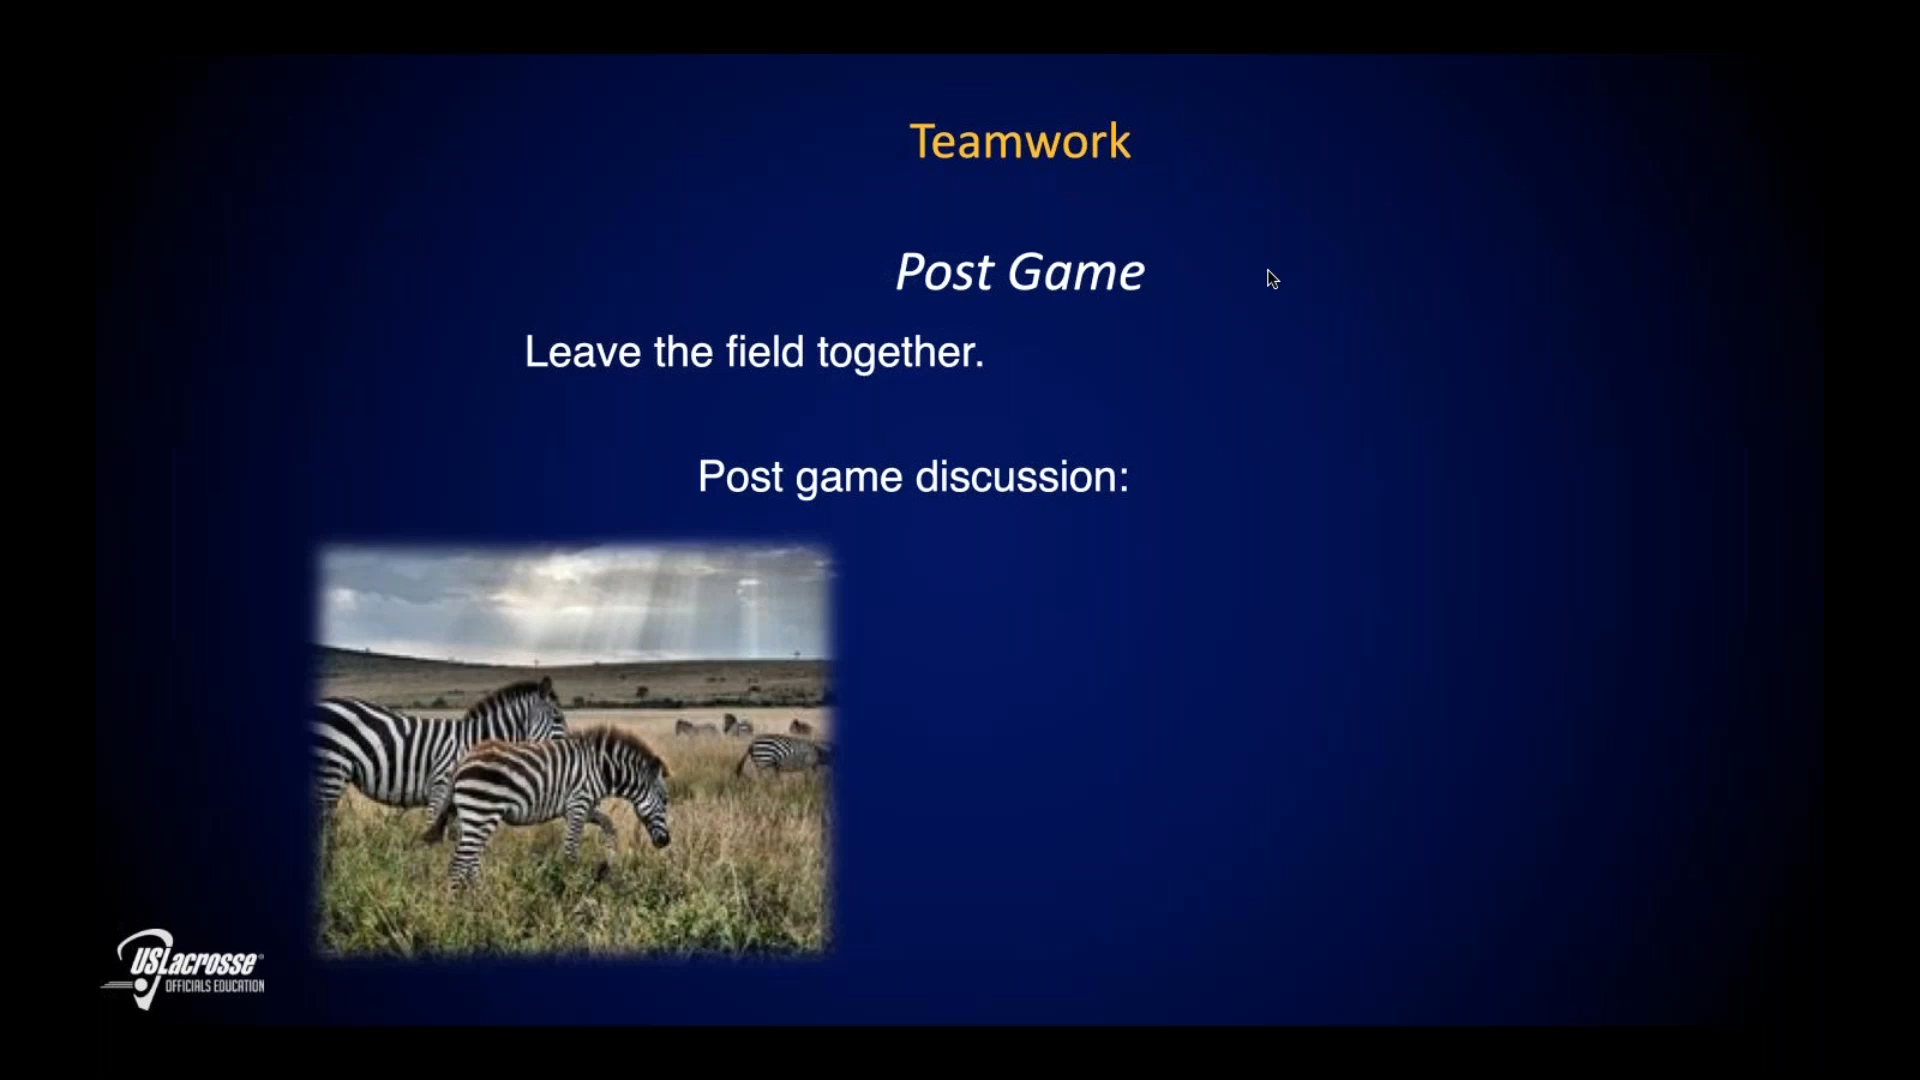 Teamwork
Post Game
Leave the field together.
Post game discussion:
USLacrosse
OFFICIALS EDUCATION